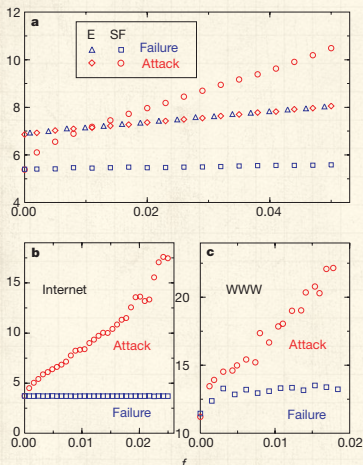 12
a
E SF
Failure
Attack
10
8
6
4
0.00 0.02 0.04
b
Internet
15
10
5
0
Attack
Failure
0.00 0.01 0.02
c
WWW
20
15
10
Attack
Failure
0.00 0.01 0.02
f